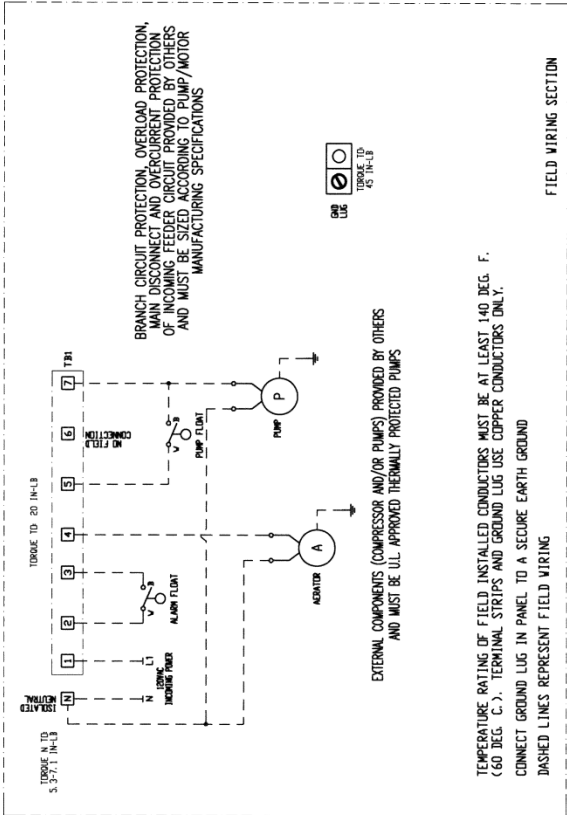 BRANCH CIRCUIT PROTECTION, OVERLOAD PROTECTION,
MAIN DISCONNECT AND OVERCURRENT PROTECTION
OF INCOMING FEEDER CIRCUIT PROVIDED BY OTHERS
AND MUST BE SIZED ACCORDING TO PUMP/MOTOR
MANUFACTURING SPECIFICATIONS
TORQUE TO 20 IN-LB
TB1
TORQUE N TO
5.3-7.1 IN-LB
ISOLATED
NEUTRAL
N
1
2
3
4
5
6
7
NO FIELD
CONNECTION
N
L1
120VAC
INCOMING POWER
W
B
ALARM FLOAT
W
B
PUMP FLOAT
A
AERATOR
P
PUMP
GND
LUG
TORQUE TO
45 IN-LB
EXTERNAL COMPONENTS (COMPRESSOR AND/OR PUMPS) PROVIDED BY OTHERS
AND MUST BE U.L APPROVED THERMALLY PROTECTED PUMPS
TEMPERATURE RATING OF FIELD INSTALLED CONDUCTORS MUST BE AT LEAST 140 DEG. F.
(60 DEG. C.). TERMINAL STRIPS AND GROUND LUG USE COPPER CONDUCTORS ONLY.
CONNECT GROUND LUG IN PANEL TO A SECURE EARTH GROUND
DASHED LINES REPRESENT FIELD WIRING
FIELD WIRING SECTION